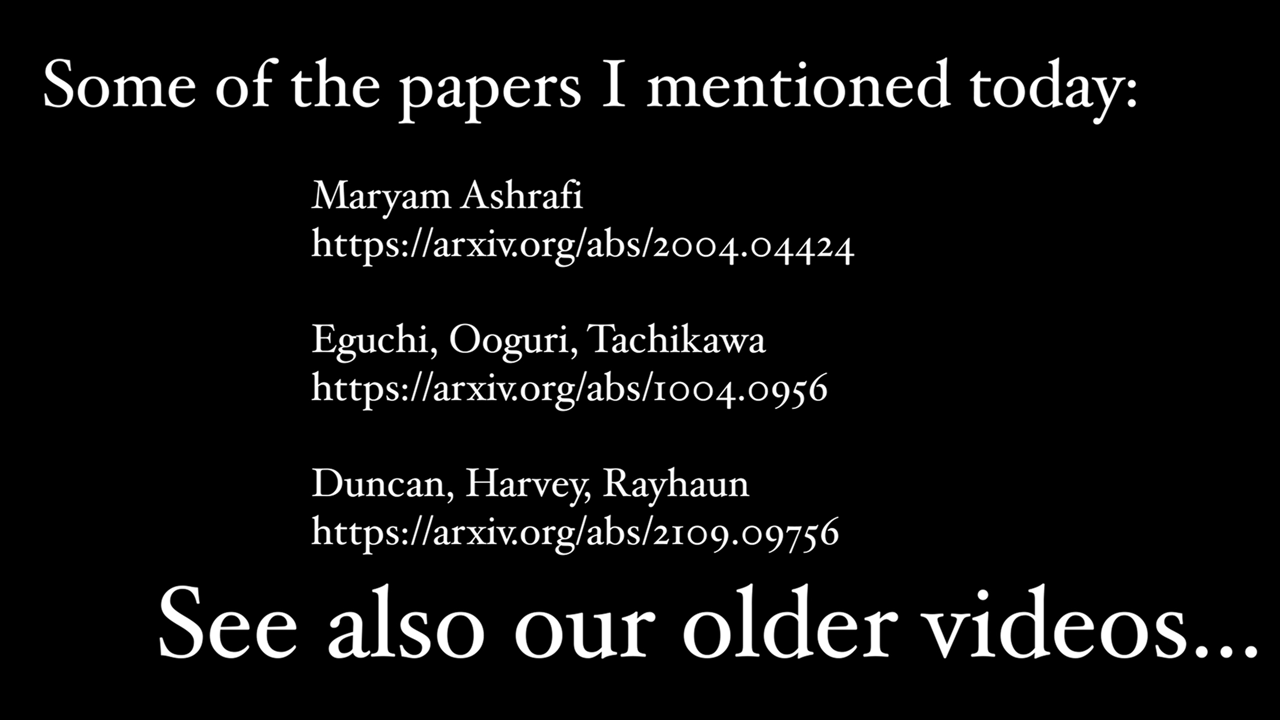 Some of the papers I mentioned today:
Maryam Ashrafi
https://arxiv.org/abs/2004.04424
Eguchi, Ooguri, Tachikawa
https://arxiv.org/abs/1004.0956
Duncan, Harvey, Rayhaun
https://arxiv.org/abs/2109.09756
See also our older videos...